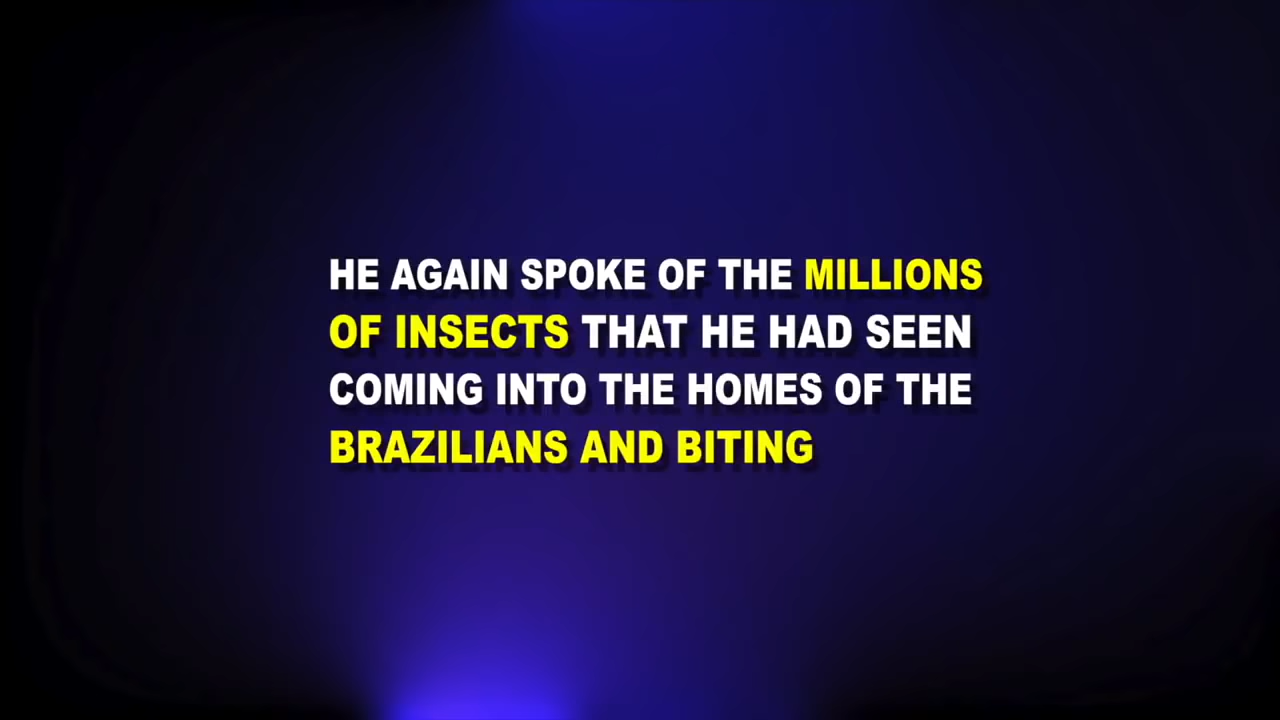 HE AGAIN SPOKE OF THE MILLIONS
OF INSECTS THAT HE HAD SEEN
COMING INTO THE HOMES OF THE
BRAZILIANS AND BITING